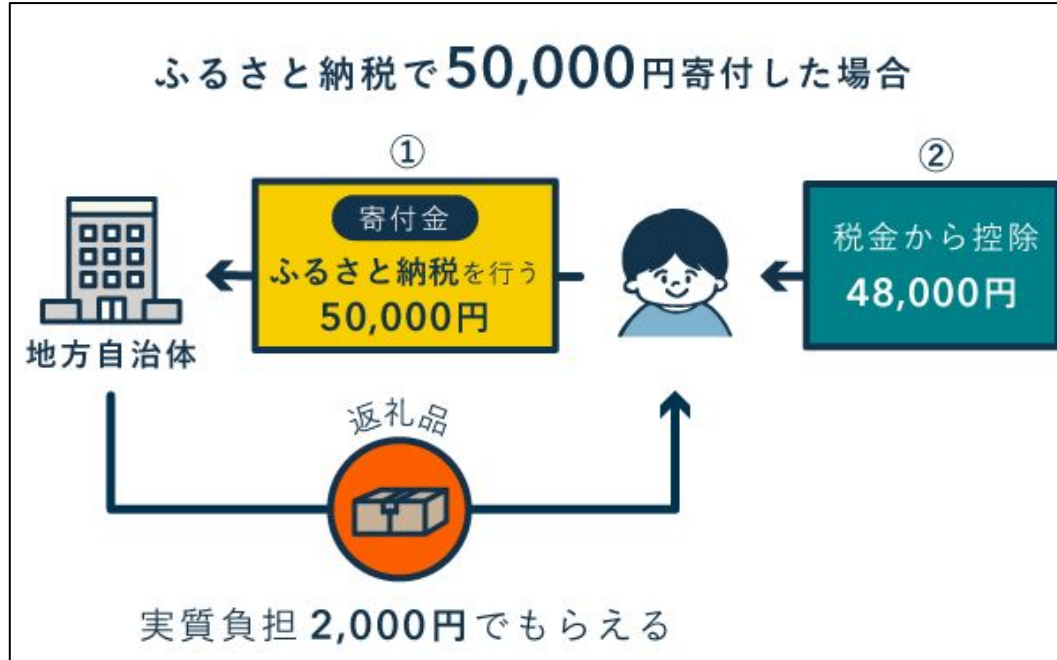 ふるさと納税で50,000円寄付した場合
①
寄付金
ふるさと納税を行う
50,000円
②
税金から控除
48,000円
地方自治体
返礼品
実質負担 2,000円でもらえる